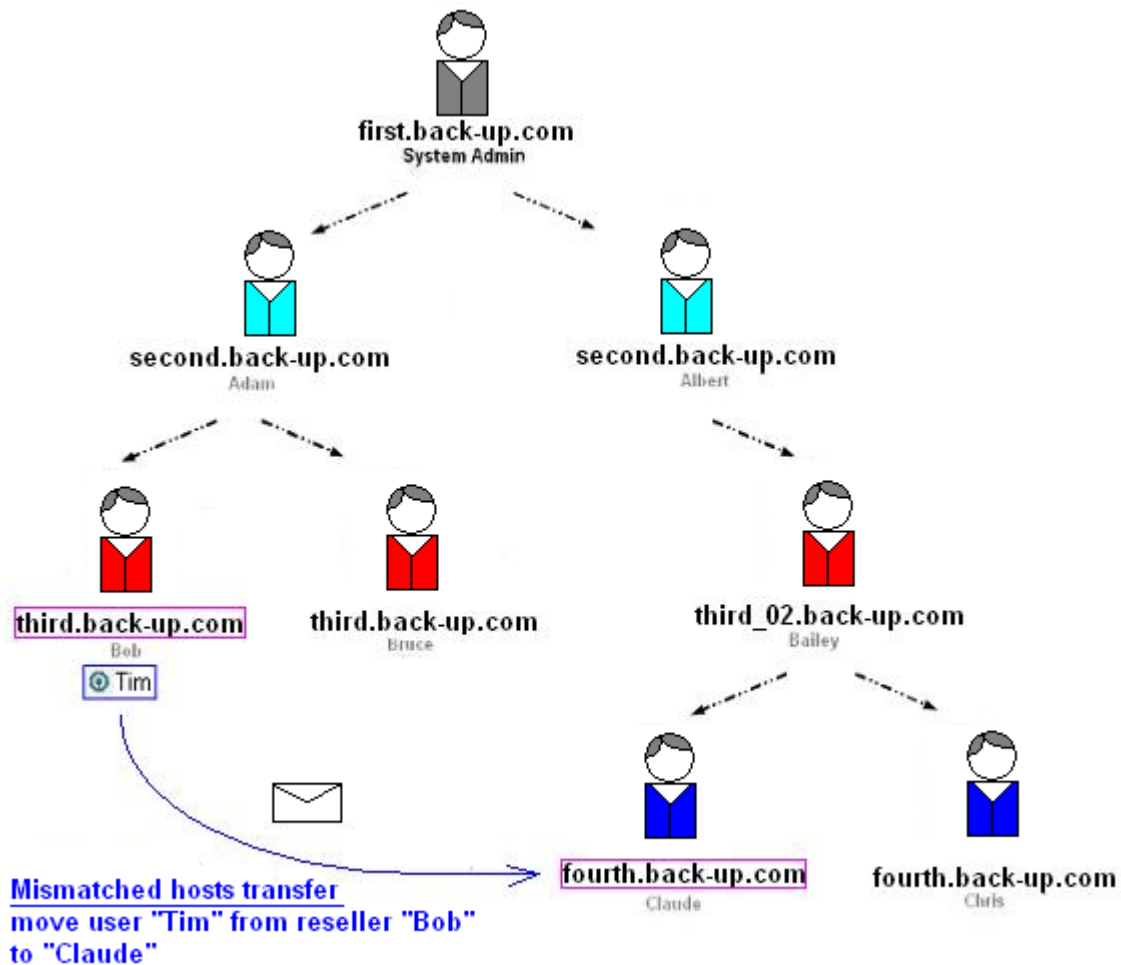 first.back-up.com
System Admin
second.back-up.com
Adam
second.back-up.com
Albert
third.back-up.com
Bob
Tim
third.back-up.com
Bruce
third_02.back-up.com
Bailey
fourth.back-up.com
Claude
fourth.back-up.com
Chris
Mismatched hosts transfer
move user "Tim" from reseller "Bob"
to "Claude"